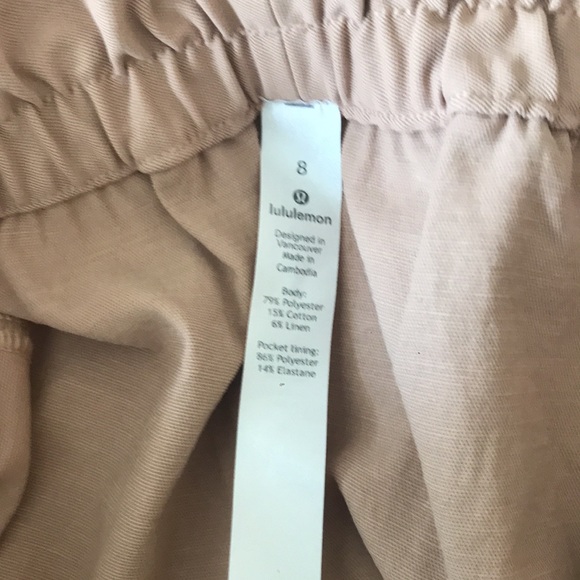 8
lululemon
Designed in
Vancouver
Made in
Cambodia
Body:
79% Polyester
15% Cotton
6% Linen
Pocket lining:
86% Polyester
14% Elastane